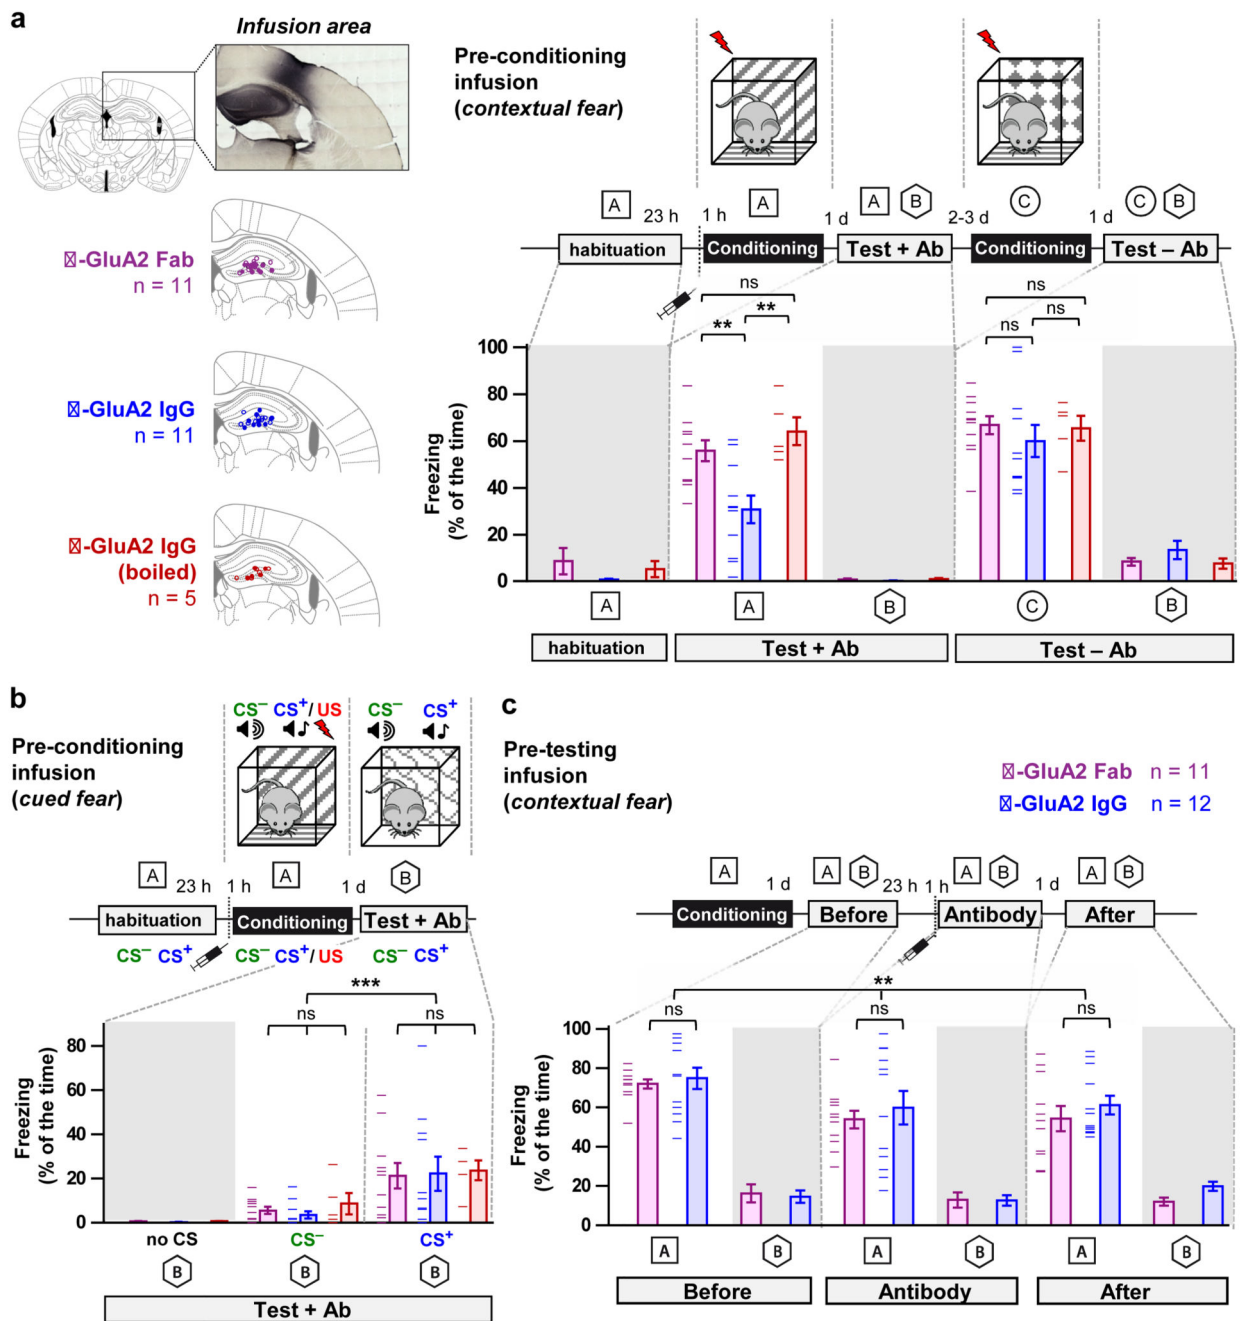 a
Infusion area
Pre-conditioning
infusion
(contextual fear)
-GluA2 Fab
n = 11
-GluA2 IgG
n = 11
-GluA2 IgG
(boiled)
n = 5
A 23 h 1 h A 1 d A B 2-3 d C 1 d C B
habituation Conditioning Test + Ab Conditioning Test – Ab
ns
** **
ns
ns ns
Freezing
(% of the time)
100
80
60
40
20
0
A A B C B
habituation Test + Ab Test – Ab
b
Pre-conditioning
infusion
(cued fear)
CS⁻ CS⁺/US CS⁻ CS⁺
A 23 h 1 h A 1 d B
habituation Conditioning Test + Ab
CS⁻ CS⁺ CS⁻ CS⁺/US CS⁻ CS⁺
***
ns ns
Freezing
(% of the time)
80
60
40
20
0
no CS CS⁻ CS⁺
B B B
Test + Ab
c
Pre-testing
infusion
(contextual fear)
-GluA2 Fab n = 11
-GluA2 IgG n = 12
A 1 d A B 23 h 1 h A B 1 d A B
Conditioning Before Antibody After
**
ns ns ns
Freezing
(% of the time)
100
80
60
40
20
0
A B A B A B
Before Antibody After